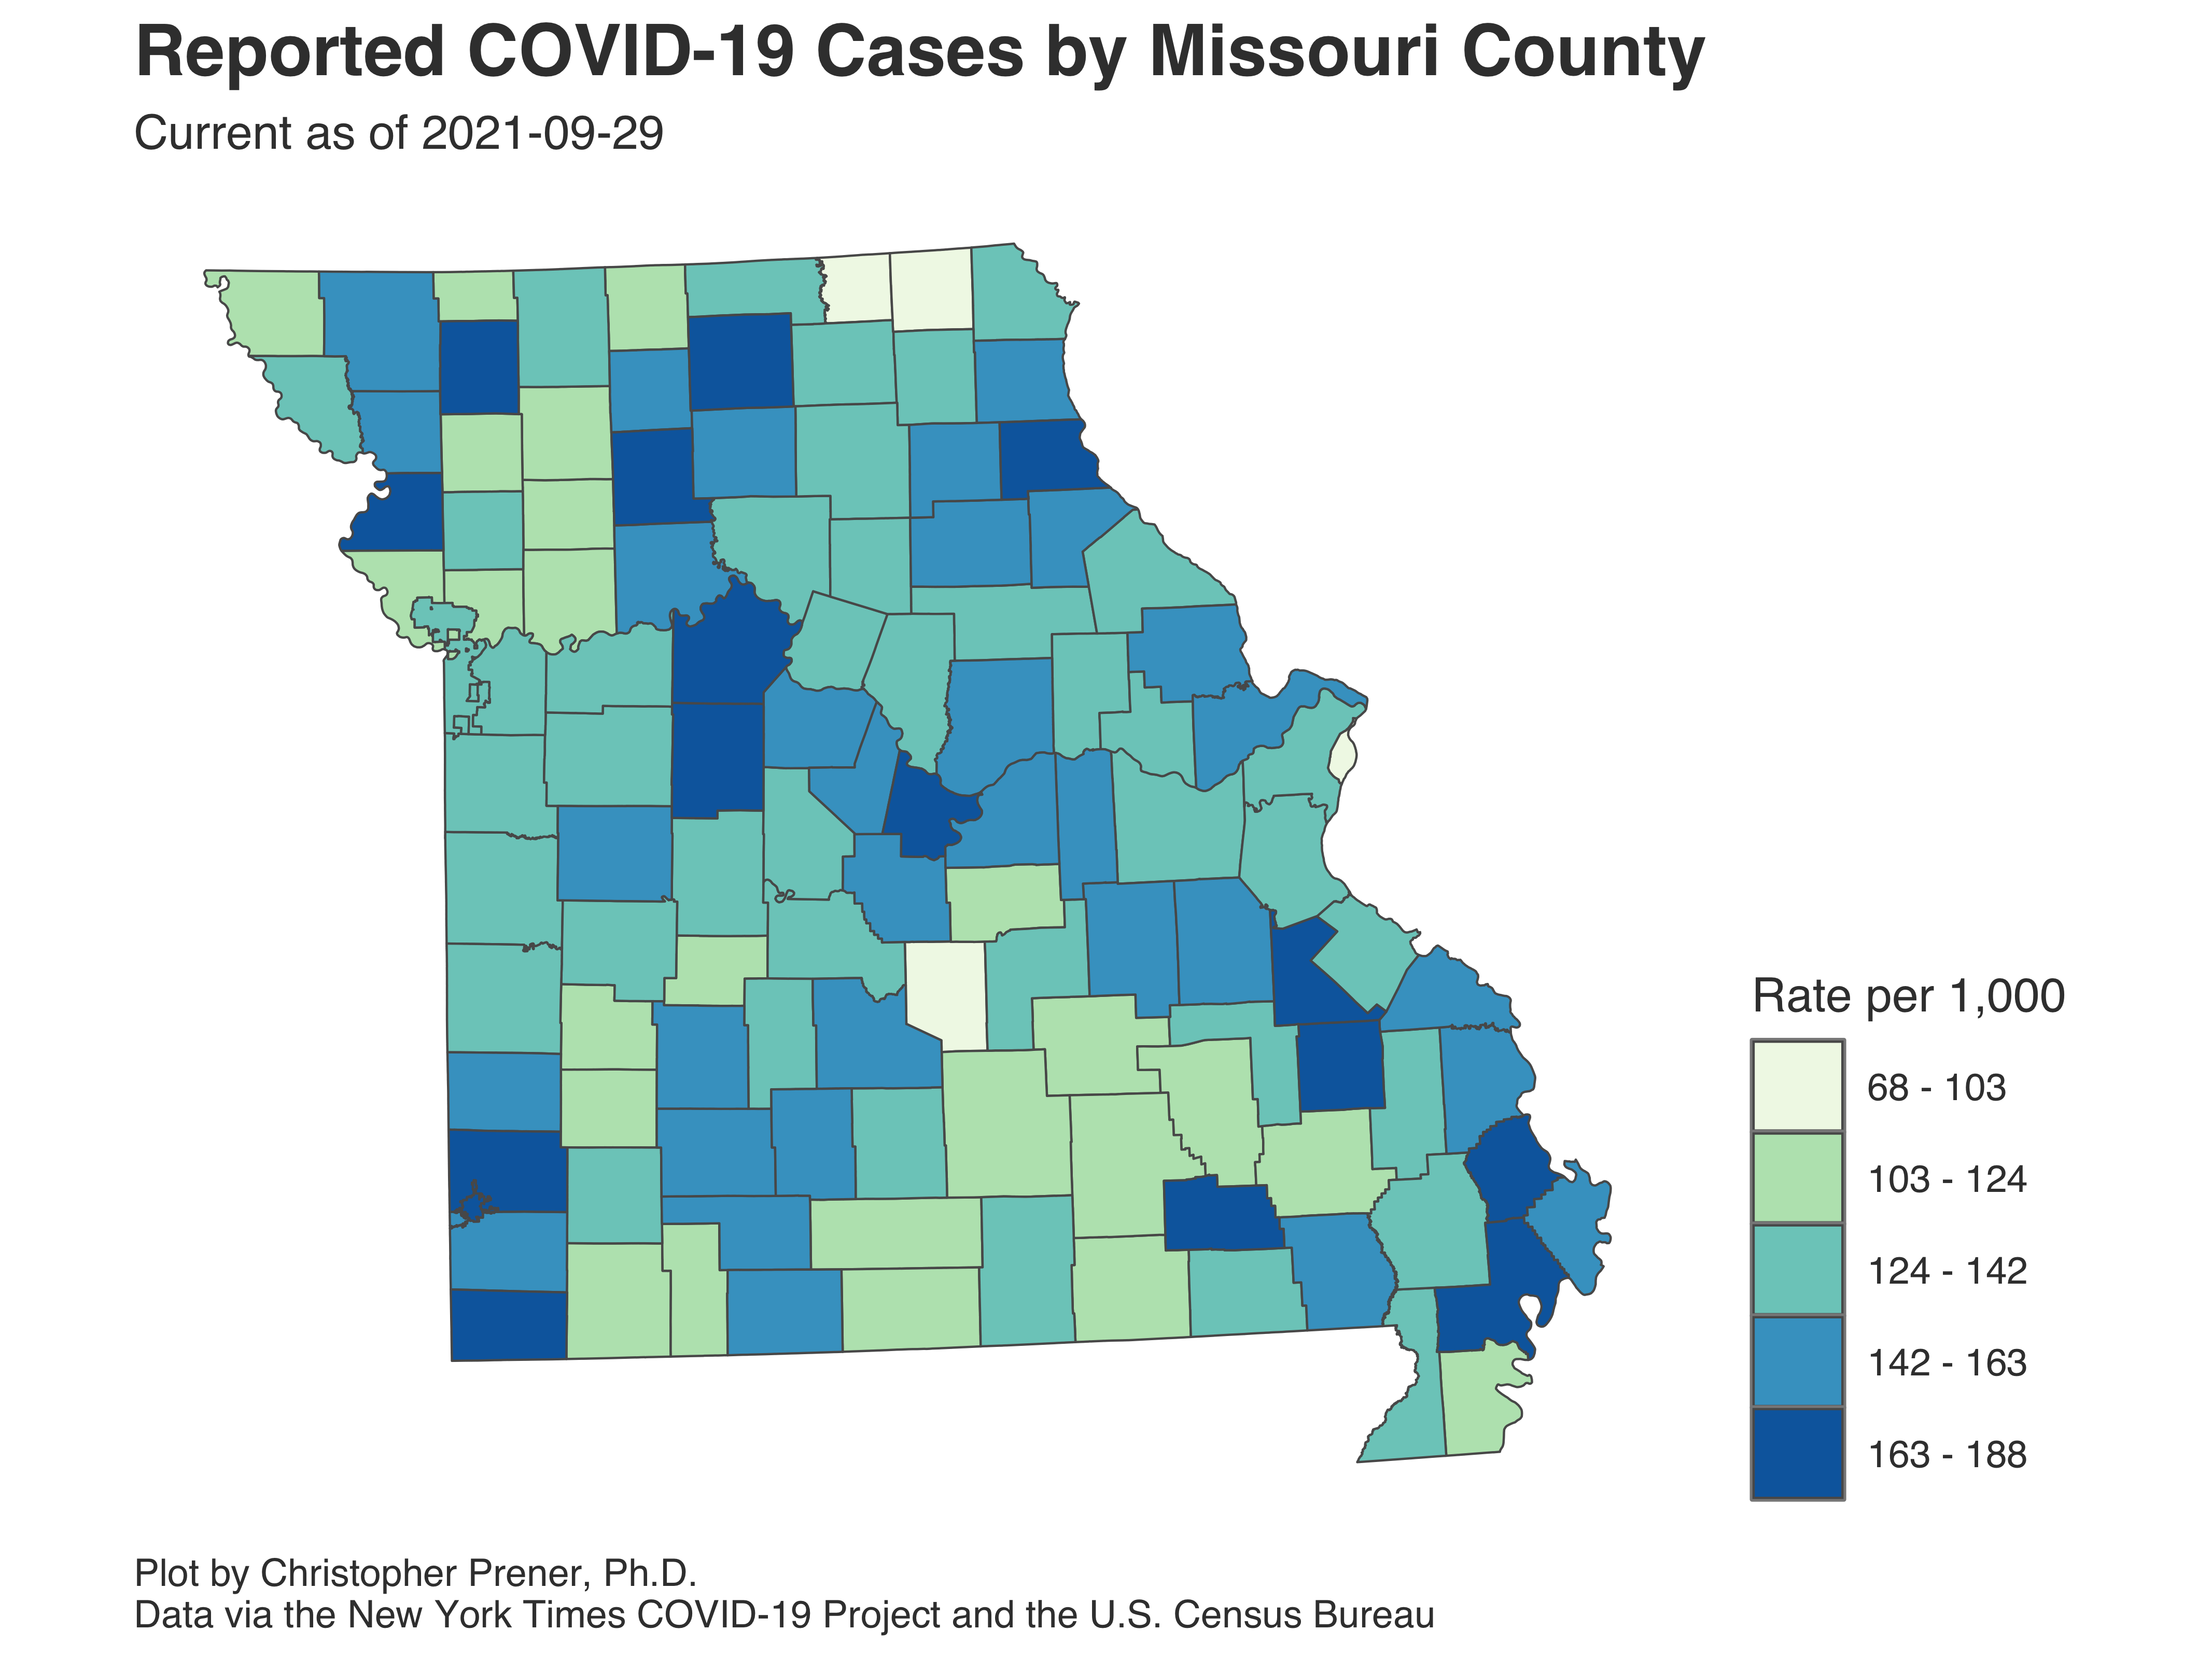 Reported COVID-19 Cases by Missouri County
Current as of 2021-09-29
Rate per 1,000
68 - 103
103 - 124
124 - 142
142 - 163
163 - 188
Plot by Christopher Prener, Ph.D.
Data via the New York Times COVID-19 Project and the U.S. Census Bureau